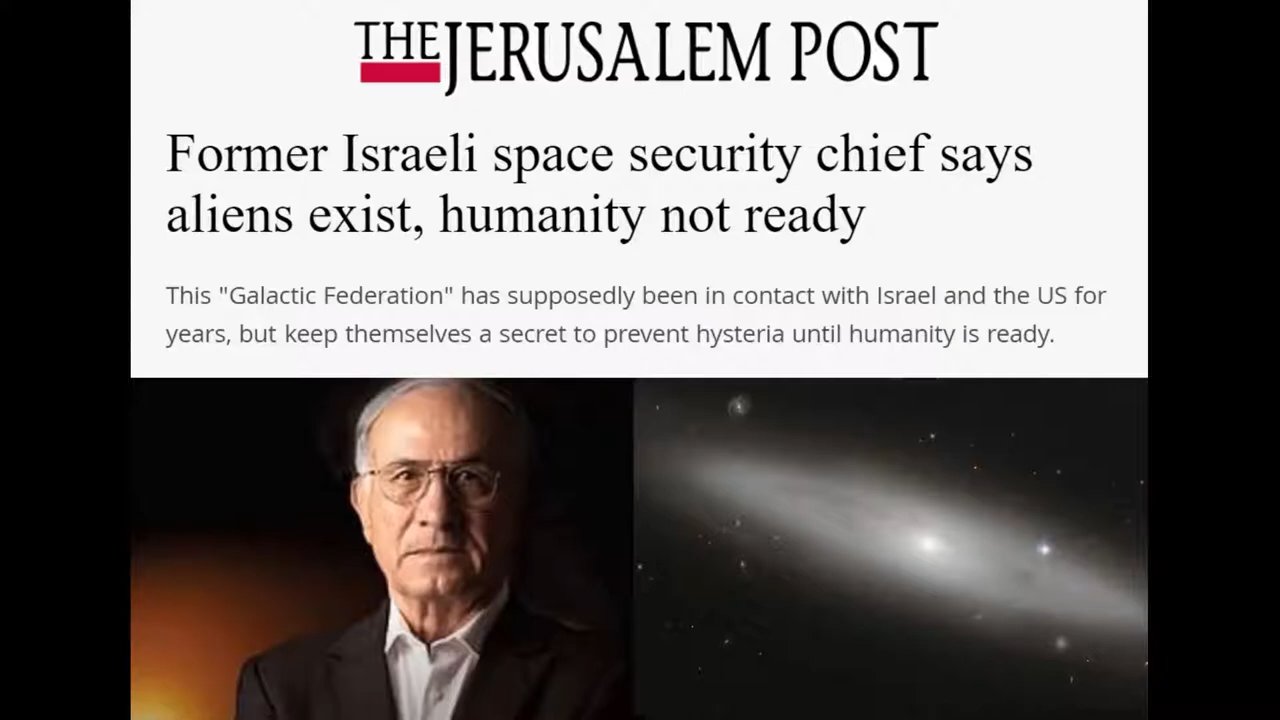 THE JERUSALEM POST
Former Israeli space security chief says
aliens exist, humanity not ready
This "Galactic Federation" has supposedly been in contact with Israel and the US for
years, but keep themselves a secret to prevent hysteria until humanity is ready.